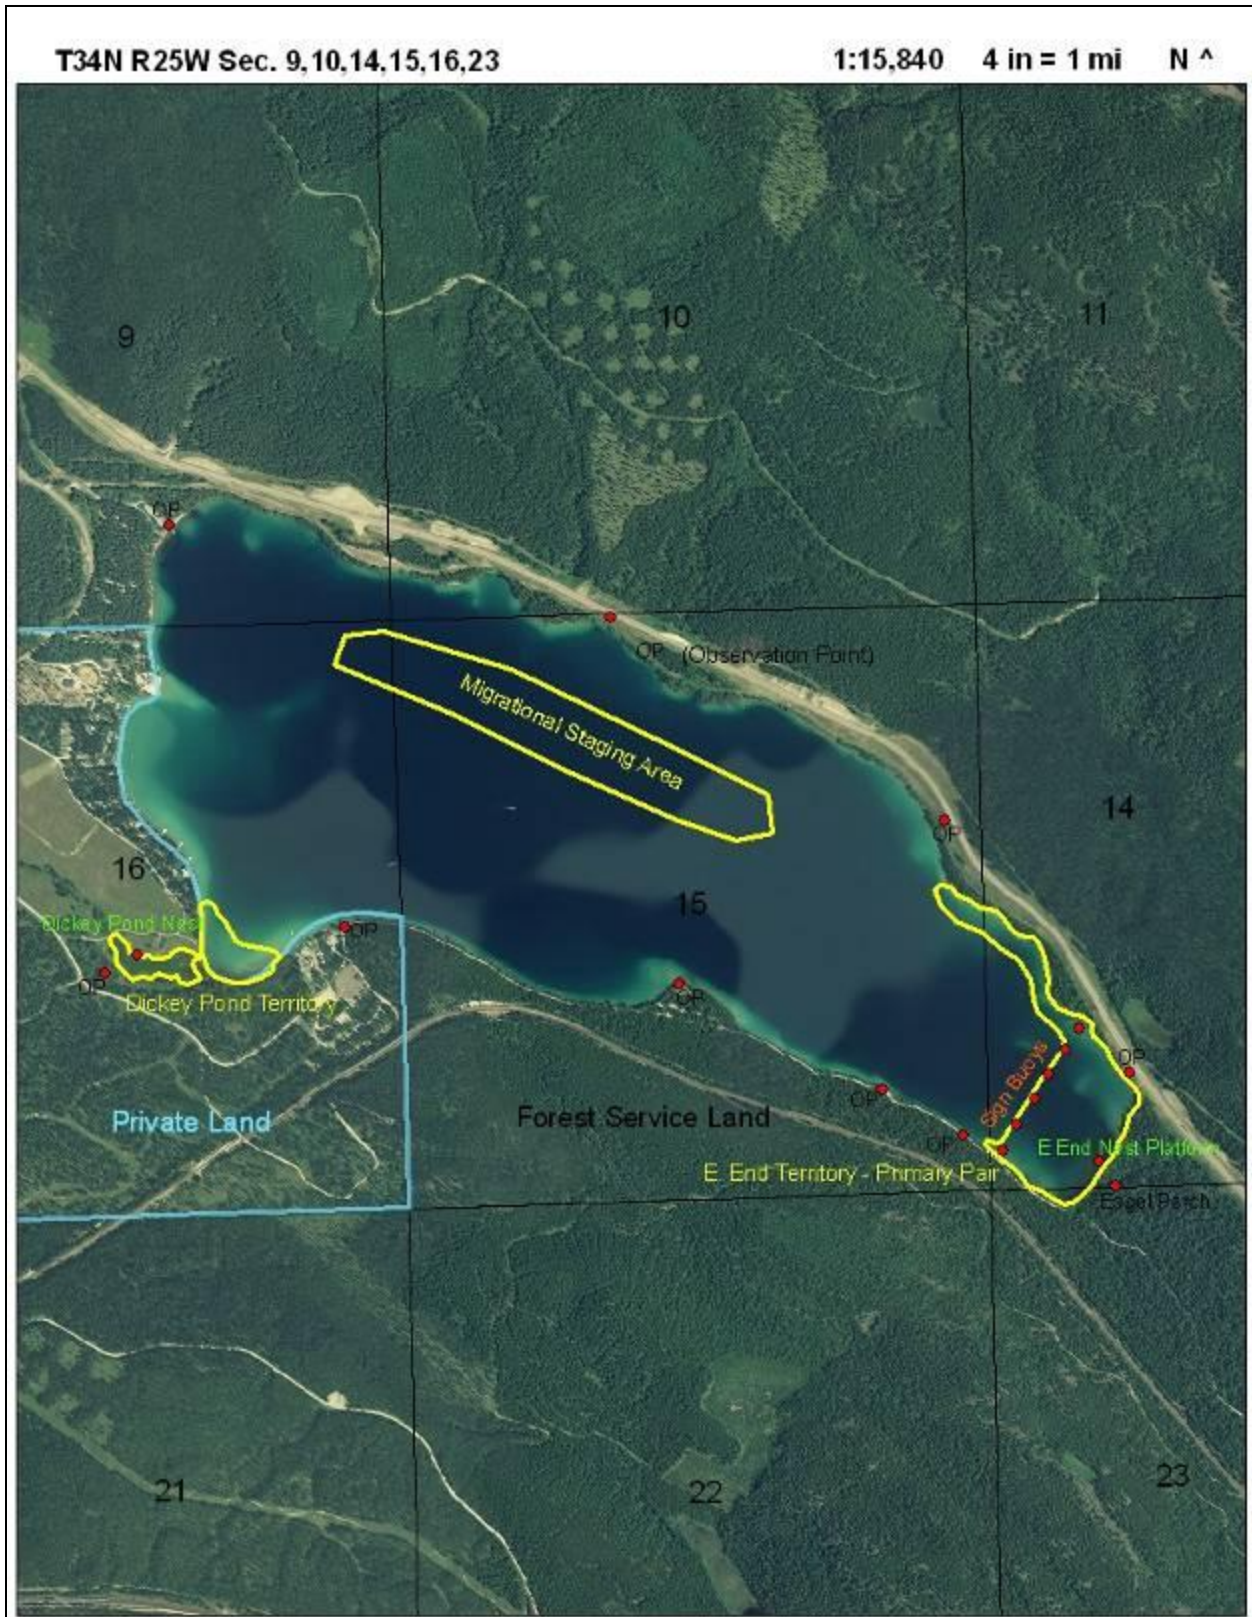 T34N R25W Sec. 9,10,14,15,16,23 1:15,840 4 in = 1 mi N ^
9
10
11
OP
OP (Observation Point)
Migrational Staging Area
14
OP
16
15
Dickey Pond Nest
OP
OP
OP
Dickey Pond Territory
Sign Buoys
OP
OP
Private Land
Forest Service Land
OP
E End Nest Platform
E End Territory - Primary Pair
Eagel Perch
21
22
23